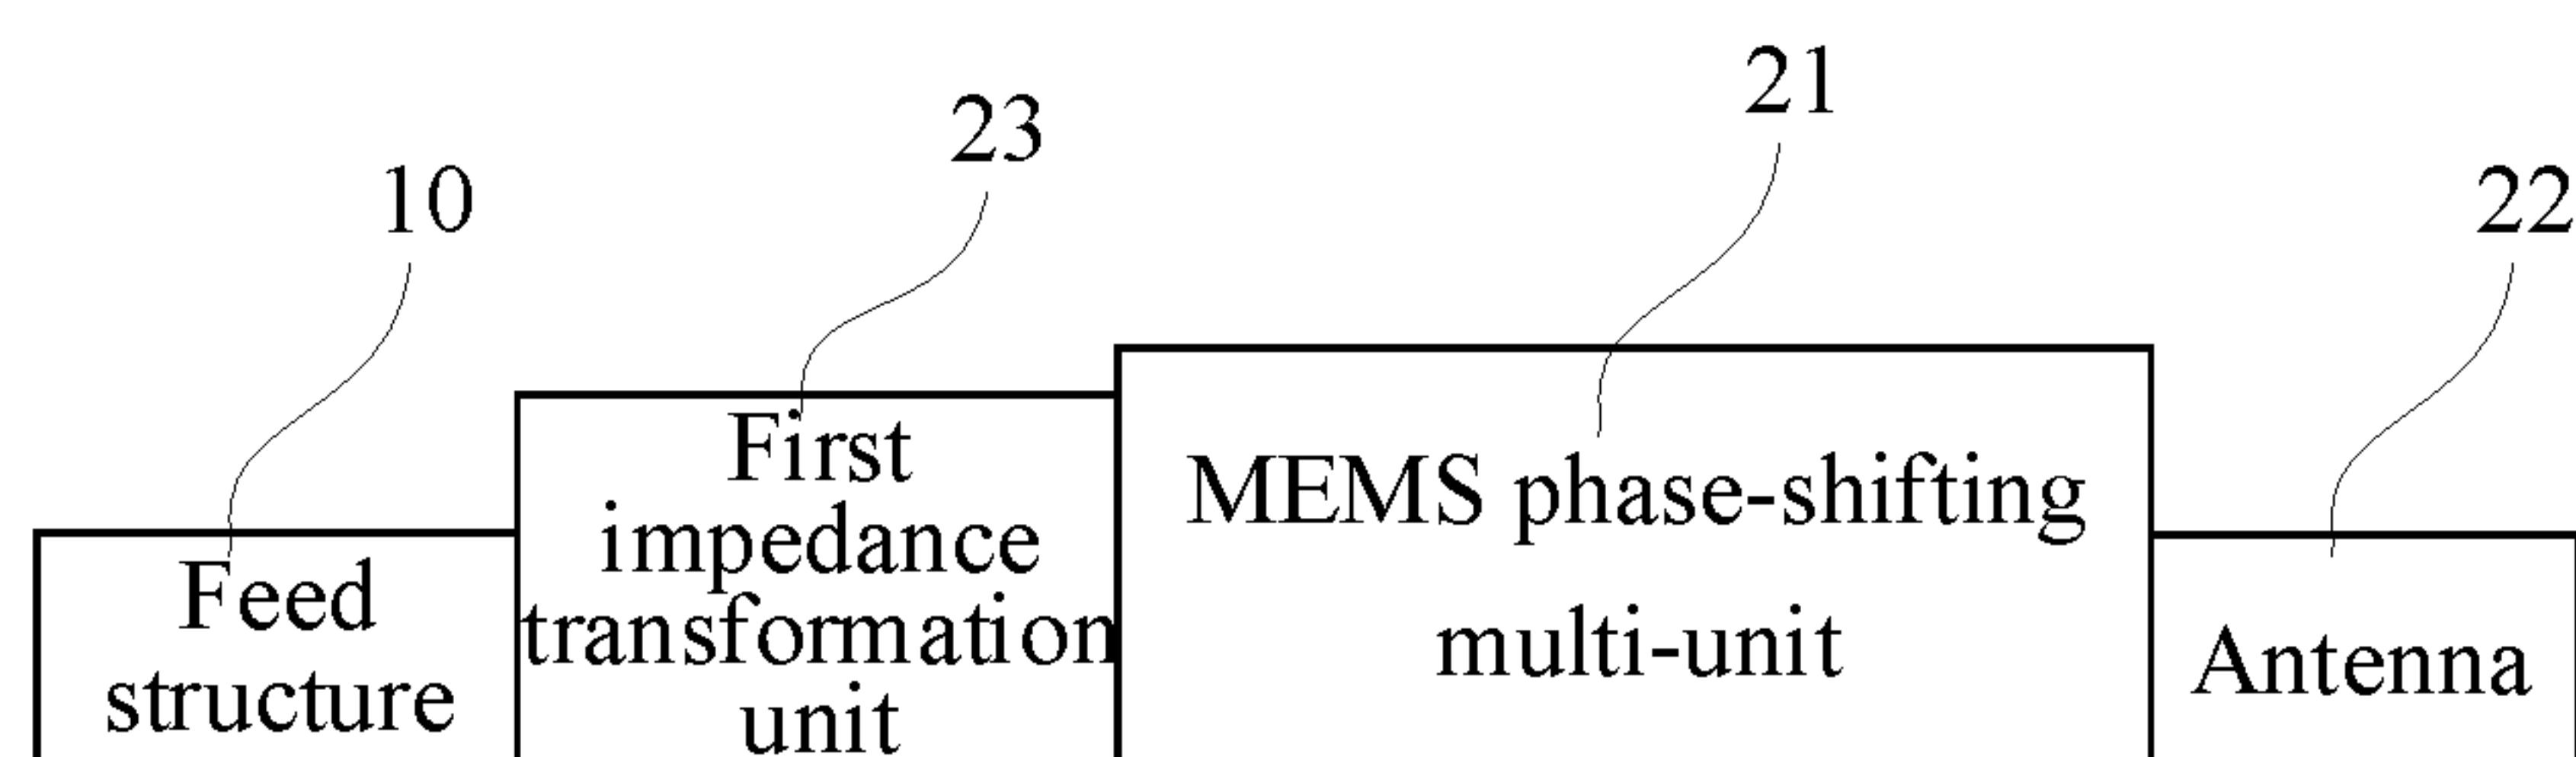 21
23
10
22
First
impedance
transformation
unit
MEMS phase-shifting
multi-unit
Feed
structure
Antenna